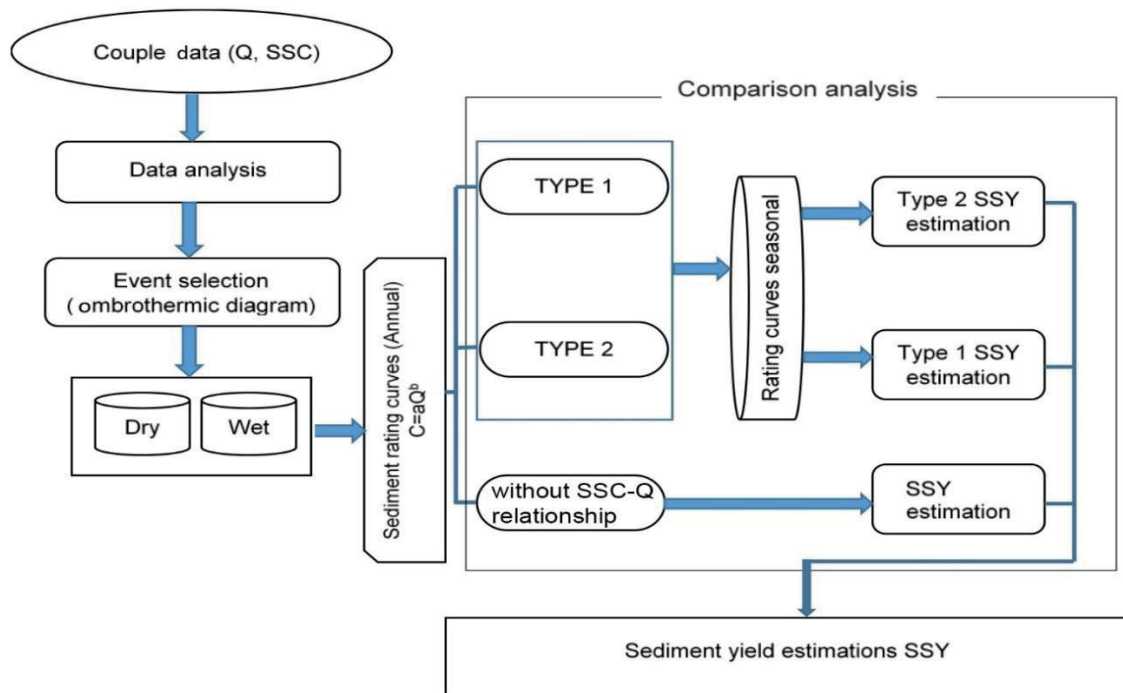 Couple data (Q, SSC)
Data analysis
Event selection
( ombrothermic diagram)
Dry
Wet
Sediment rating curves (Annual)
C=aQᵇ
Comparison analysis
TYPE 1
TYPE 2
without SSC-Q
relationship
Rating curves seasonal
Type 2 SSY
estimation
Type 1 SSY
estimation
SSY
estimation
Sediment yield estimations SSY